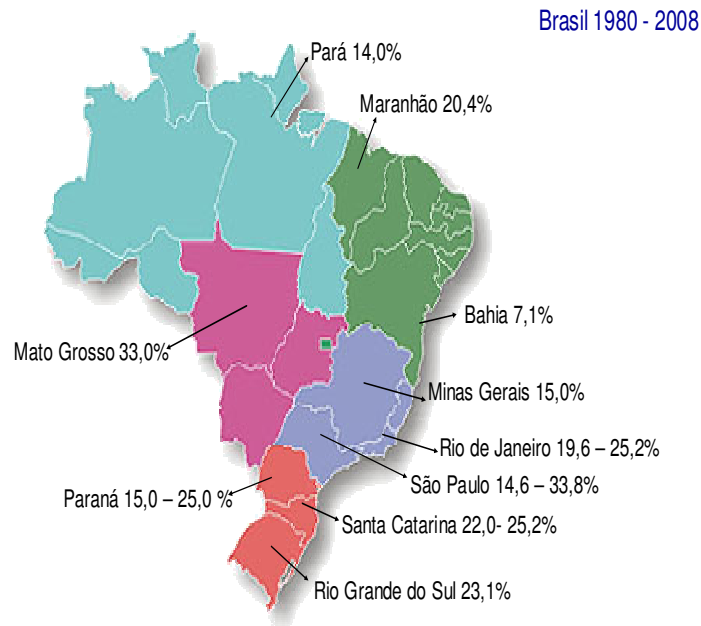 Brasil 1980 - 2008
Pará 14,0%
Maranhão 20,4%
Bahia 7,1%
Mato Grosso 33,0%
Minas Gerais 15,0%
Rio de Janeiro 19,6 – 25,2%
São Paulo 14,6 – 33,8%
Paraná 15,0 – 25,0 %
Santa Catarina 22,0- 25,2%
Rio Grande do Sul 23,1%